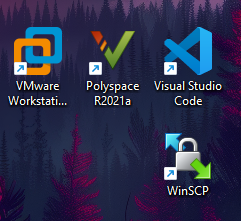 VMware
Workstati...
Polyspace
R2021a
Visual Studio
Code
WinSCP